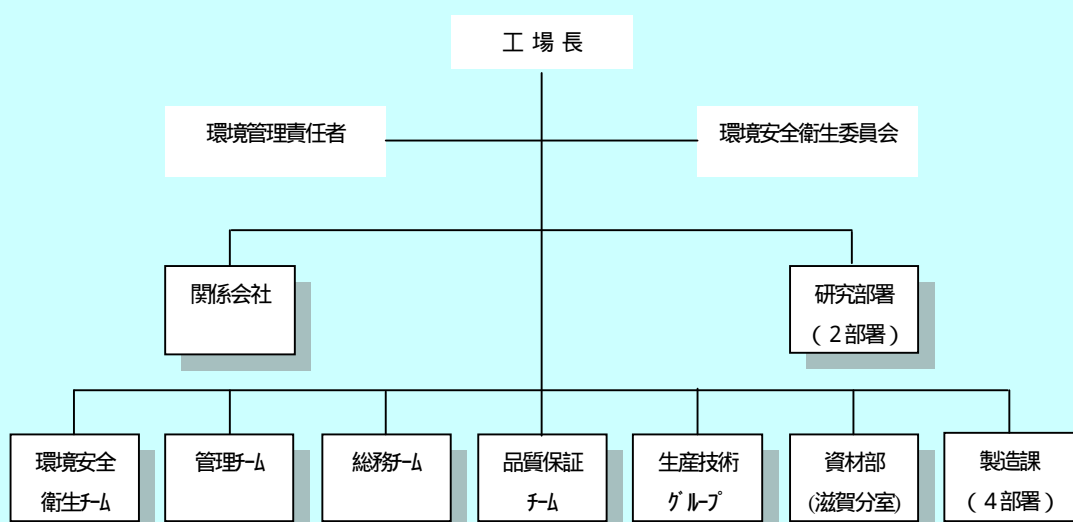 工 場 長
環境管理責任者
環境安全衛生委員会
関係会社
研究部署
(2部署)
環境安全
衛生ﾁｰﾑ
管理ﾁｰﾑ
総務ﾁｰﾑ
品質保証
ﾁｰﾑ
生産技術
ｸﾞﾙｰﾌﾟ
資材部
(滋賀分室)
製造課
(4部署)